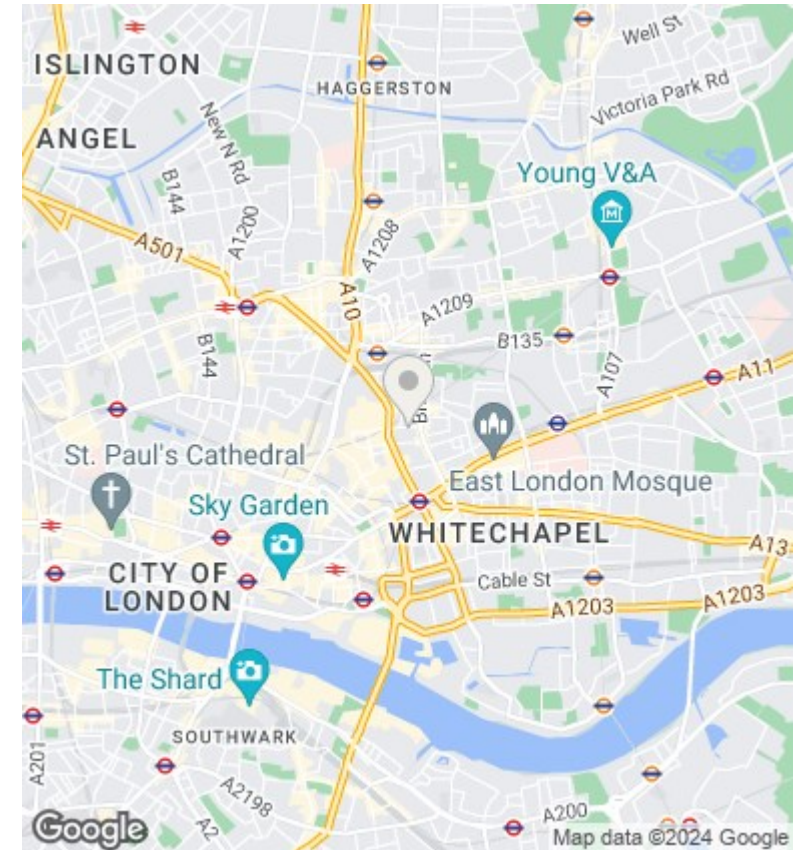 Well St
ISLINGTON
HAGGERSTON
Victoria Park Rd
New N Rd
ANGEL
Young V&A
B144
A1200
A1208
A501
A10
A1209
B135
B144
A107
A11
St. Paul's Cathedral
East London Mosque
Sky Garden
WHITECHAPEL
A13
CITY OF
LONDON
Cable St
A1203
A1203
The Shard
SOUTHWARK
A201
A2198
A2
A200
Google
Map data ©2024 Google